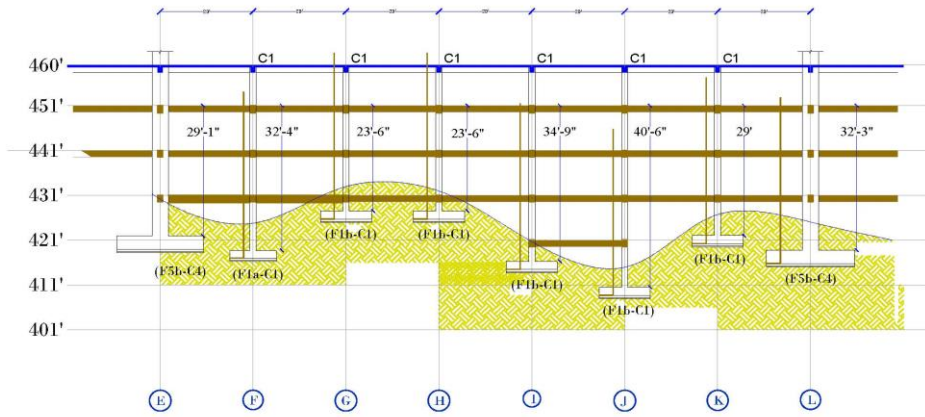 C1 C1 C1 C1 C1 C1
460'
451'
29'-1" 32'-4" 23'-6" 23'-6" 34'-9" 40'-6" 29' 32'-3"
441'
431'
(F1b-C1) (F1b-C1)
421'
(F1b-C1)
(F5b-C4) (F1a-C1) (F5b-C4)
(F1b-C1)
411'
(F1b-C1)
401'
E F G H I J K L